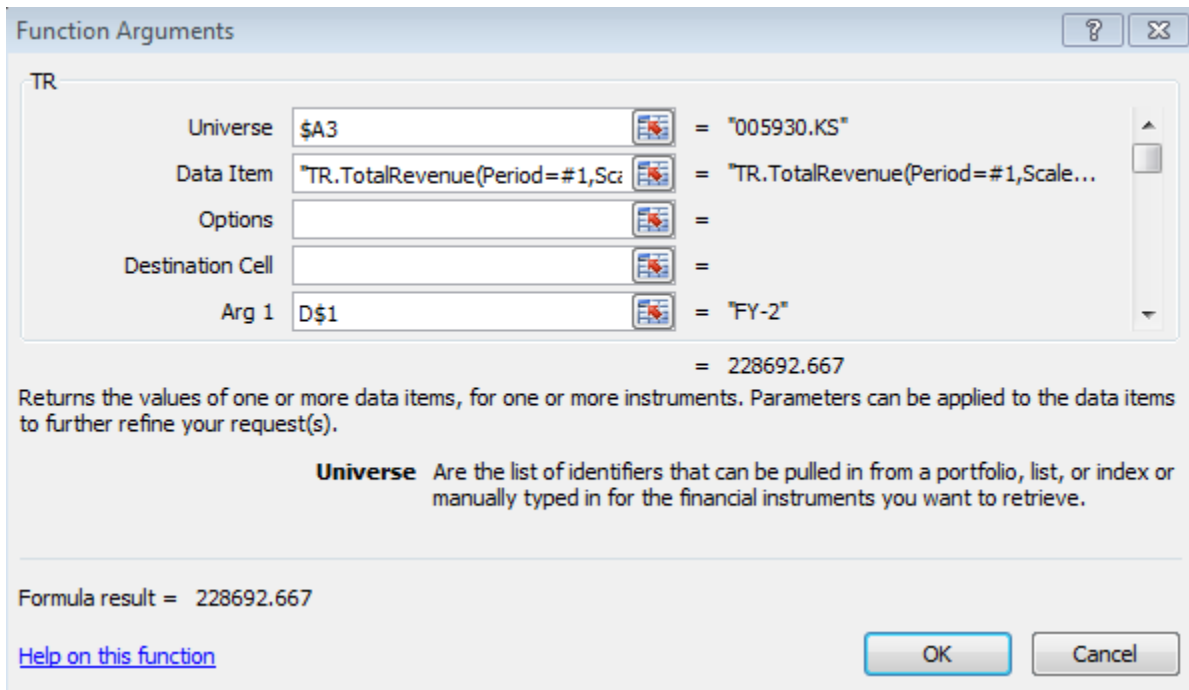 Function Arguments
TR
Universe $A3 = "005930.KS"
Data Item "TR.TotalRevenue(Period=#1,Sca = "TR.TotalRevenue(Period=#1,Scale...
Options =
Destination Cell =
Arg 1 D$1 = "FY-2"
= 228692.667
Returns the values of one or more data items, for one or more instruments. Parameters can be applied to the data items
to further refine your request(s).
Universe Are the list of identifiers that can be pulled in from a portfolio, list, or index or
manually typed in for the financial instruments you want to retrieve.
Formula result = 228692.667
Help on this function OK Cancel